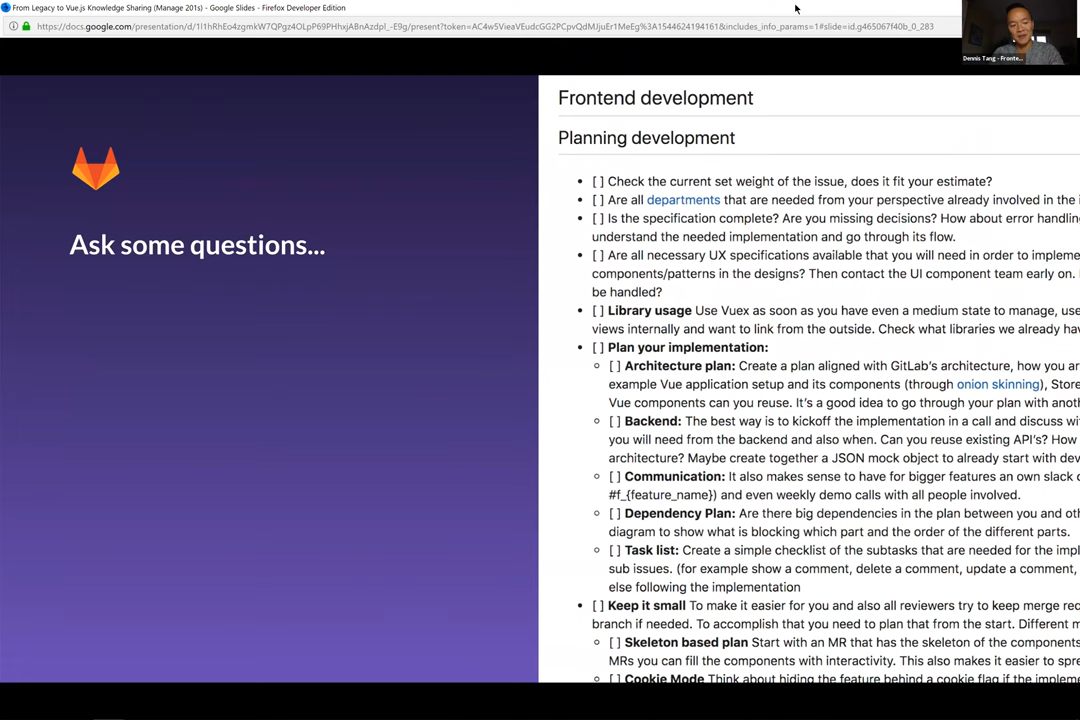 From Legacy to Vue.js Knowledge Sharing (Manage 201s) - Google Slides - Firefox Developer Edition
https://docs.google.com/presentation/d/1l1hRhEo4zgmkW7QPgz4OLpP69PHhxjA8nAzdpl_-E9g/present?token=AC4w5VieaVEudcGG2PCpvQdMJuEr1MeEg%3A1544624194161&includes_info_params=1#slide=id.g465067f40b_0_283
Dennis Tang - Fronte...
Ask some questions...
Frontend development
Planning development
• [ ] Check the current set weight of the issue, does it fit your estimate?
• [ ] Are all departments that are needed from your perspective already involved in the i
• [ ] Is the specification complete? Are you missing decisions? How about error handling
understand the needed implementation and go through its flow.
• [ ] Are all necessary UX specifications available that you will need in order to impleme
components/patterns in the designs? Then contact the UI component team early on.
be handled?
• [ ] Library usage Use Vuex as soon as you have even a medium state to manage, use
views internally and want to link from the outside. Check what libraries we already hav
• [ ] Plan your implementation:
◦ [ ] Architecture plan: Create a plan aligned with GitLab's architecture, how you ar
example Vue application setup and its components (through onion skinning), Store
Vue components can you reuse. It's a good idea to go through your plan with anoth
◦ [ ] Backend: The best way is to kickoff the implementation in a call and discuss wi
you will need from the backend and also when. Can you reuse existing API's? How
architecture? Maybe create together a JSON mock object to already start with dev
◦ [ ] Communication: It also makes sense to have for bigger features an own slack c
#f_{feature_name}) and even weekly demo calls with all people involved.
◦ [ ] Dependency Plan: Are there big dependencies in the plan between you and oth
diagram to show what is blocking which part and the order of the different parts.
◦ [ ] Task list: Create a simple checklist of the subtasks that are needed for the impl
sub issues. (for example show a comment, delete a comment, update a comment,
else following the implementation
• [ ] Keep it small To make it easier for you and also all reviewers try to keep merge rec
branch if needed. To accomplish that you need to plan that from the start. Different m
◦ [ ] Skeleton based plan Start with an MR that has the skeleton of the components
MRs you can fill the components with interactivity. This also makes it easier to spre
◦ [ ] Cookie Mode Think about hiding the feature behind a cookie flag if the impleme